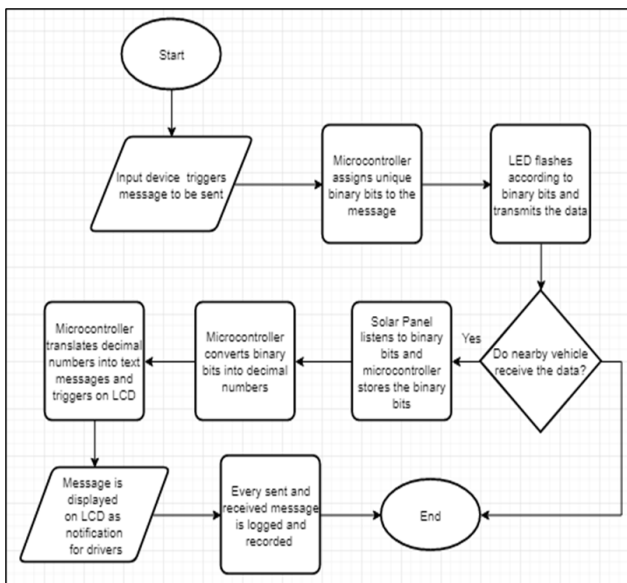 Start
Input device triggers
message to be sent
Microcontroller
assigns unique
binary bits to the
message
LED flashes
according to
binary bits and
transmits the data
Do nearby vehicle
receive the data?
Yes
Solar Panel
listens to binary
bits and
microcontroller
stores the binary
bits
Microcontroller
converts binary
bits into decimal
numbers
Microcontroller
translates decimal
numbers into text
messages and
triggers on LCD
Message is
displayed
on LCD as
notification
for drivers
Every sent and
received message
is logged and
recorded
End